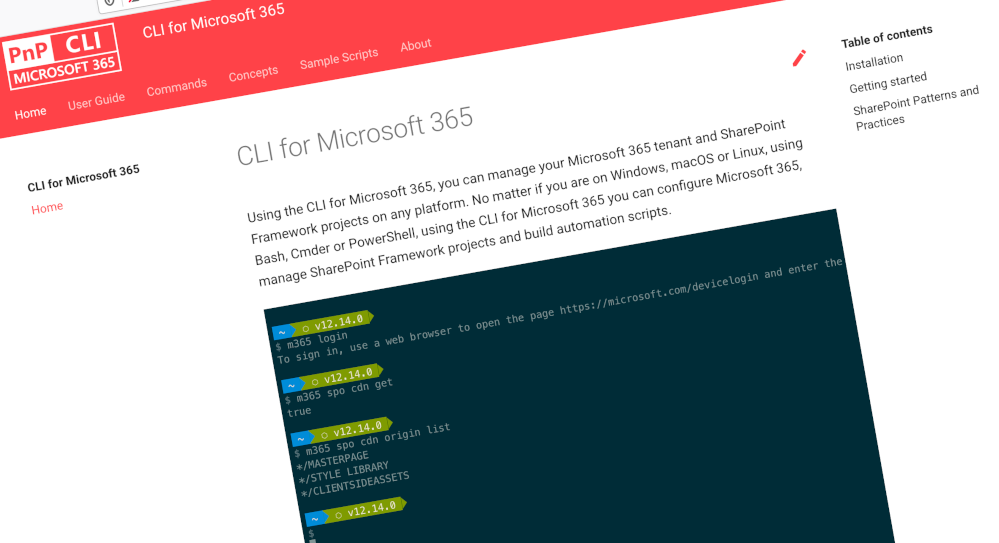 PnP CLI
MICROSOFT 365
CLI for Microsoft 365
Home User Guide Commands Concepts Sample Scripts About
CLI for Microsoft 365
Home
CLI for Microsoft 365
Using the CLI for Microsoft 365, you can manage your Microsoft 365 tenant and SharePoint
Framework projects on any platform. No matter if you are on Windows, macOS or Linux, using
Bash, Cmder or PowerShell, using the CLI for Microsoft 365 you can configure Microsoft 365,
manage SharePoint Framework projects and build automation scripts.
~ ○ v12.14.0
$ m365 login
To sign in, use a web browser to open the page https://microsoft.com/devicelogin and enter the
~ ○ v12.14.0
$ m365 spo cdn get
true
~ ○ v12.14.0
$ m365 spo cdn origin list
*/MASTERPAGE
*/STYLE LIBRARY
*/CLIENTSIDEASSETS
~ ○ v12.14.0
$
Table of contents
Installation
Getting started
SharePoint Patterns and
Practices